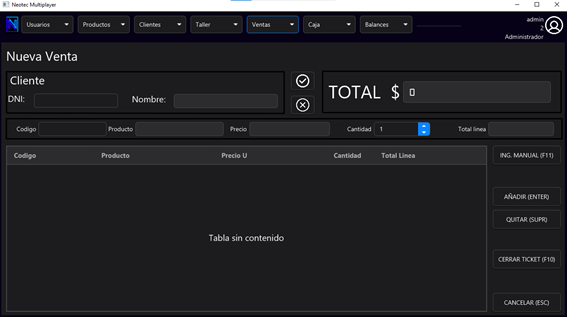 Neotec Multiplayer
N Usuarios Productos Clientes Taller Ventas Caja Balances
admin
2
Administrador
Nueva Venta
Cliente
DNI: Nombre:
TOTAL $
Codigo Producto Precio Cantidad 1 Total linea
Codigo Producto Precio U Cantidad Total Linea
Tabla sin contenido
ING. MANUAL (F11)
AÑADIR (ENTER)
QUITAR (SUPR)
CERRAR TICKET (F10)
CANCELAR (ESC)